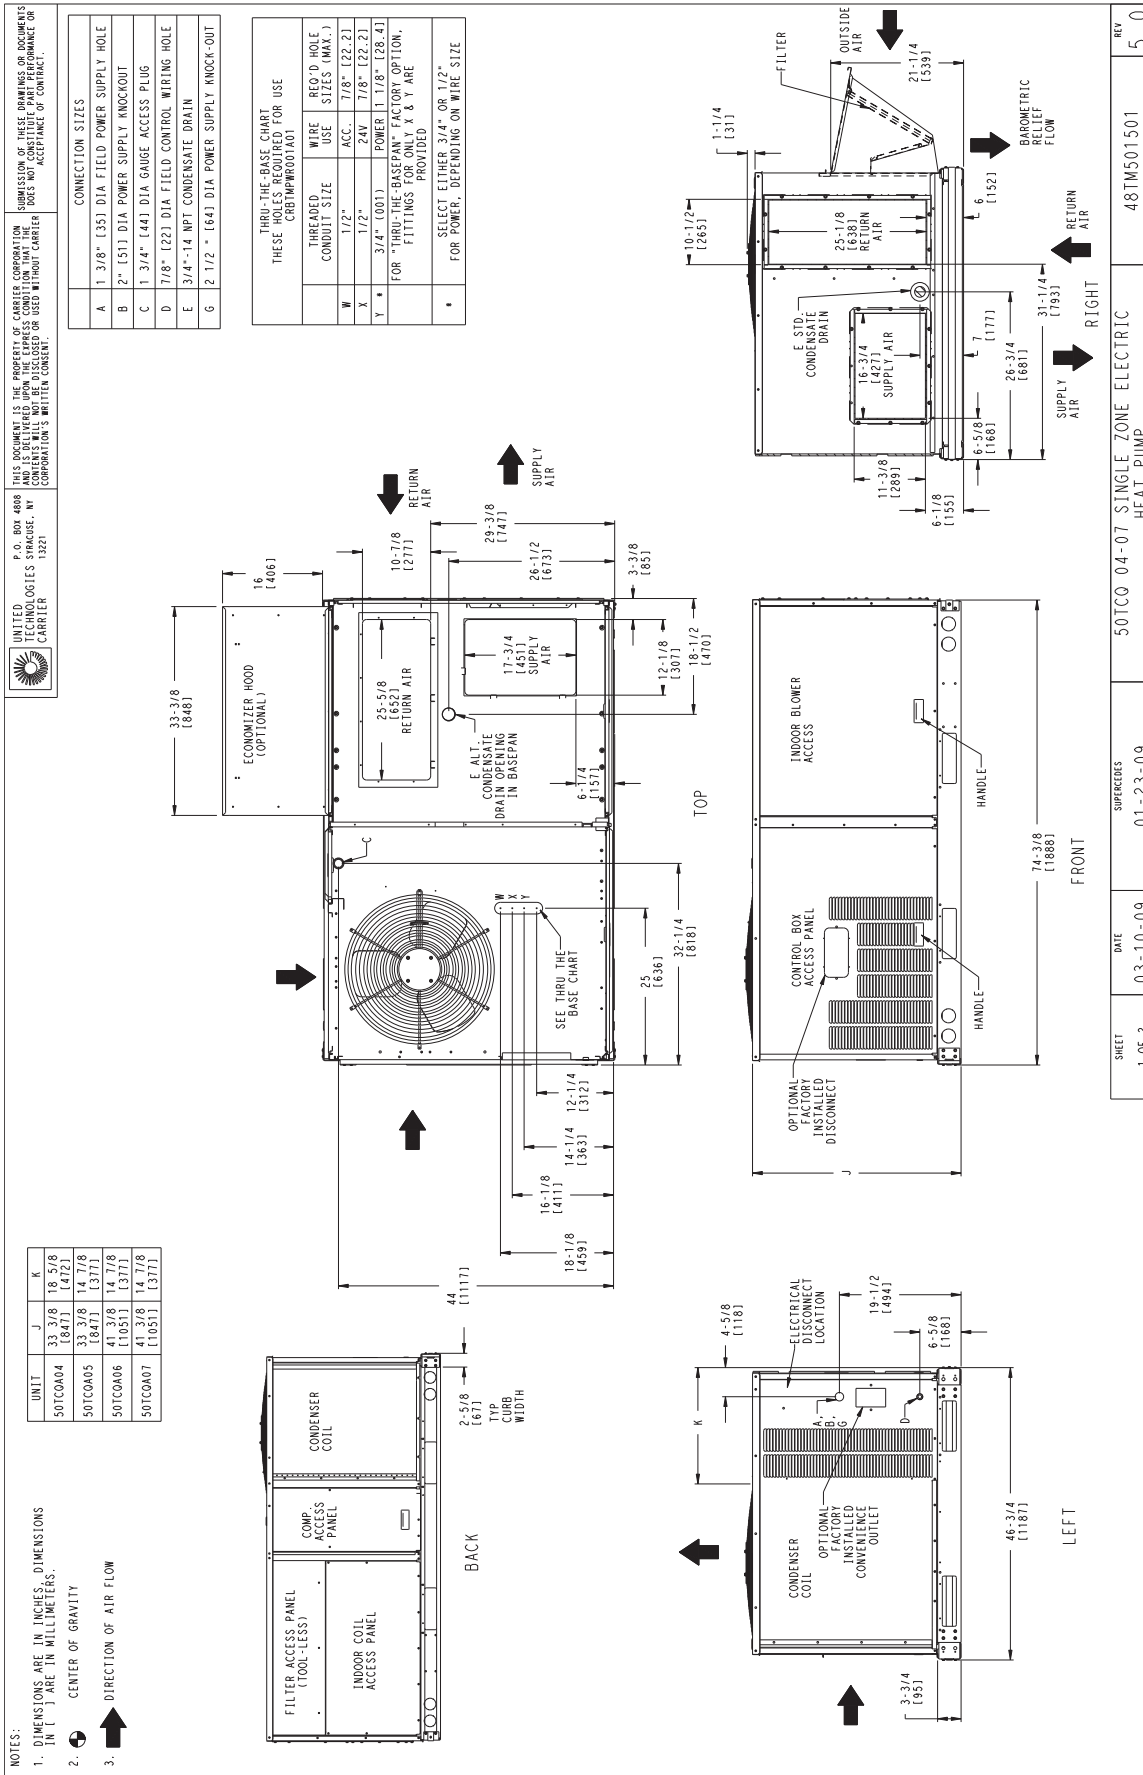 NOTES:
1. DIMENSIONS ARE IN INCHES, DIMENSIONS
IN [ ] ARE IN MILLIMETERS.
2. CENTER OF GRAVITY
3. DIRECTION OF AIR FLOW
UNIT J K
50TCQA04 33 3/8 [847] 18 5/8 [472]
50TCQA05 33 3/8 [847] 14 7/8 [377]
50TCQA06 41 3/8 [1051] 14 7/8 [377]
50TCQA07 41 3/8 [1051] 14 7/8 [377]
UNITED
TECHNOLOGIES
CARRIER
P.O. BOX 4808
SYRACUSE, NY
13221
THIS DOCUMENT IS THE PROPERTY OF CARRIER CORPORATION
AND IS DELIVERED UPON THE EXPRESS CONDITION THAT THE
CONTENTS WILL NOT BE DISCLOSED OR USED WITHOUT CARRIER
CORPORATION'S WRITTEN CONSENT.
SUBMISSION OF THESE DRAWINGS OR DOCUMENTS
DOES NOT CONSTITUTE PART PERFORMANCE OR
ACCEPTANCE OF CONTRACT.
CONNECTION SIZES
A 1 3/8" [35] DIA FIELD POWER SUPPLY HOLE
B 2" [51] DIA POWER SUPPLY KNOCKOUT
C 1 3/4" [44] DIA GAUGE ACCESS PLUG
D 7/8" [22] DIA FIELD CONTROL WIRING HOLE
E 3/4"-14 NPT CONDENSATE DRAIN
G 2 1/2" [64] DIA POWER SUPPLY KNOCK-OUT
THRU-THE-BASE CHART
THESE HOLES REQUIRED FOR USE
CRBTMPWR001A01
THREADED CONDUIT SIZE WIRE USE REQ'D HOLE SIZES (MAX.)
W 1/2" ACC. 7/8" [22.2]
X 1/2" 24V 7/8" [22.2]
Y * 3/4" (001) POWER 1 1/8" [28.4]
FOR "THRU-THE-BASEPAN" FACTORY OPTION,
FITTINGS FOR ONLY X & Y ARE
PROVIDED
* SELECT EITHER 3/4" OR 1/2"
FOR POWER, DEPENDING ON WIRE SIZE
FILTER ACCESS PANEL
(TOOL-LESS)
INDOOR COIL
ACCESS PANEL
COMP.
ACCESS
PANEL
CONDENSER
COIL
2-5/8
[67]
TYP
CURB
WIDTH
BACK
33-3/8
[848]
16
[406]
ECONOMIZER HOOD
(OPTIONAL)
C
10-7/8
[277]
RETURN
AIR
SUPPLY
AIR
25-5/8
[652]
RETURN AIR
29-3/8
[747]
26-1/2
[673]
3-3/8
[85]
17-3/4
[451]
SUPPLY
AIR
E ALT.
CONDENSATE
DRAIN OPENING
IN BASEPAN
6-1/4
[157]
12-1/8
[307]
18-1/2
[470]
W
X
Y
SEE THRU THE
BASE CHART
25
[636]
32-1/4
[818]
12-1/4
[312]
14-1/4
[363]
16-1/8
[411]
18-1/8
[459]
44
[1117]
TOP
K
4-5/8
[118]
ELECTRICAL
DISCONNECT
LOCATION
19-1/2
[494]
6-5/8
[168]
A,
B,
G
D
CONDENSER
COIL
OPTIONAL
FACTORY
INSTALLED
CONVENIENCE
OUTLET
3-3/4
[95]
46-3/4
[1187]
LEFT
J
OPTIONAL
FACTORY
INSTALLED
DISCONNECT
CONTROL BOX
ACCESS PANEL
INDOOR BLOWER
ACCESS
HANDLE
HANDLE
74-3/8
[1888]
FRONT
1-1/4
[31]
FILTER
OUTSIDE
AIR
21-1/4
[539]
BAROMETRIC
RELIEF
FLOW
10-1/2
[265]
25-1/8
[638]
RETURN
AIR
6
[152]
E STD.
CONDENSATE
DRAIN
16-3/4
[427]
SUPPLY AIR
7
[177]
11-3/8
[289]
6-1/8
[155]
6-5/8
[168]
26-3/4
[681]
31-1/4
[793]
SUPPLY
AIR
RETURN
AIR
RIGHT
SHEET
1 OF 2
DATE
03-10-09
SUPERCEDES
01-23-09
50TCQ 04-07 SINGLE ZONE ELECTRIC
HEAT PUMP
48TM501501
REV
5.0